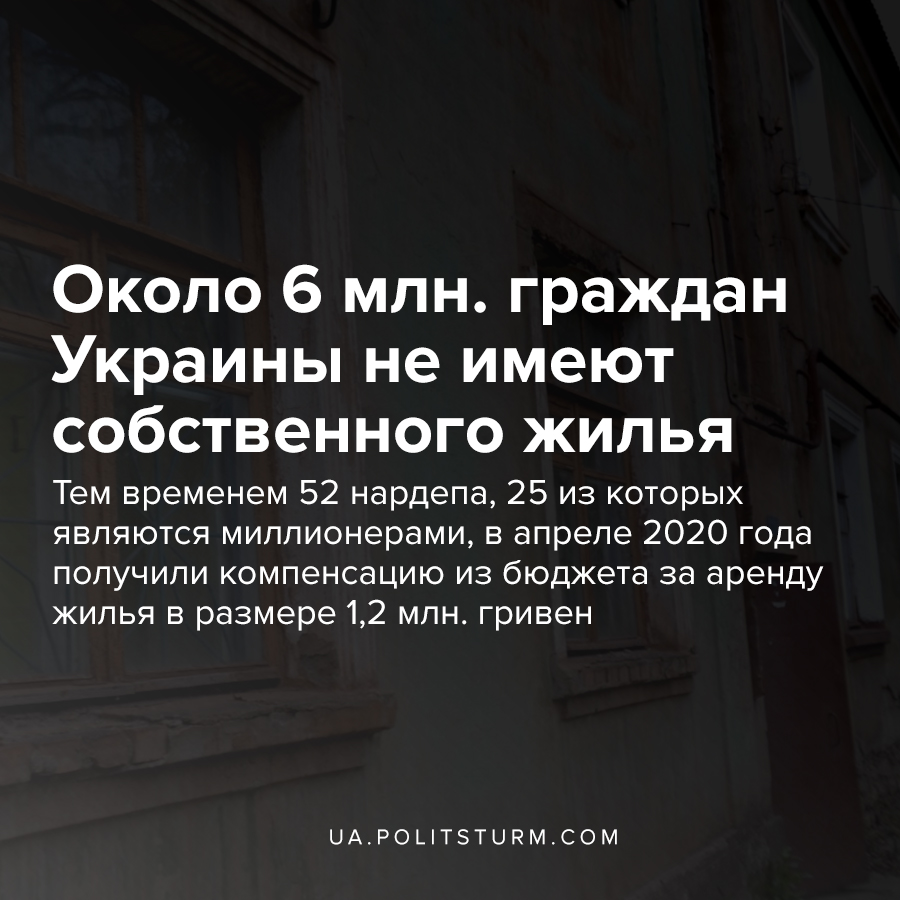 Около 6 млн. граждан
Украины не имеют
собственного жилья
Тем временем 52 нардепа, 25 из которых
являются миллионерами, в апреле 2020 года
получили компенсацию из бюджета за аренду
жилья в размере 1,2 млн. гривен
UA.POLITSTURM.COM